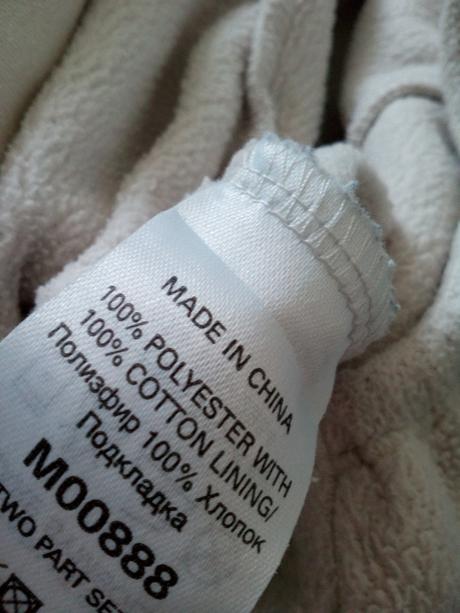 MADE IN CHINA
100% POLYESTER WITH
100% COTTON LINING/
Полиэфир 100% Хлопок
Подкладка
M00888
TWO PART SE